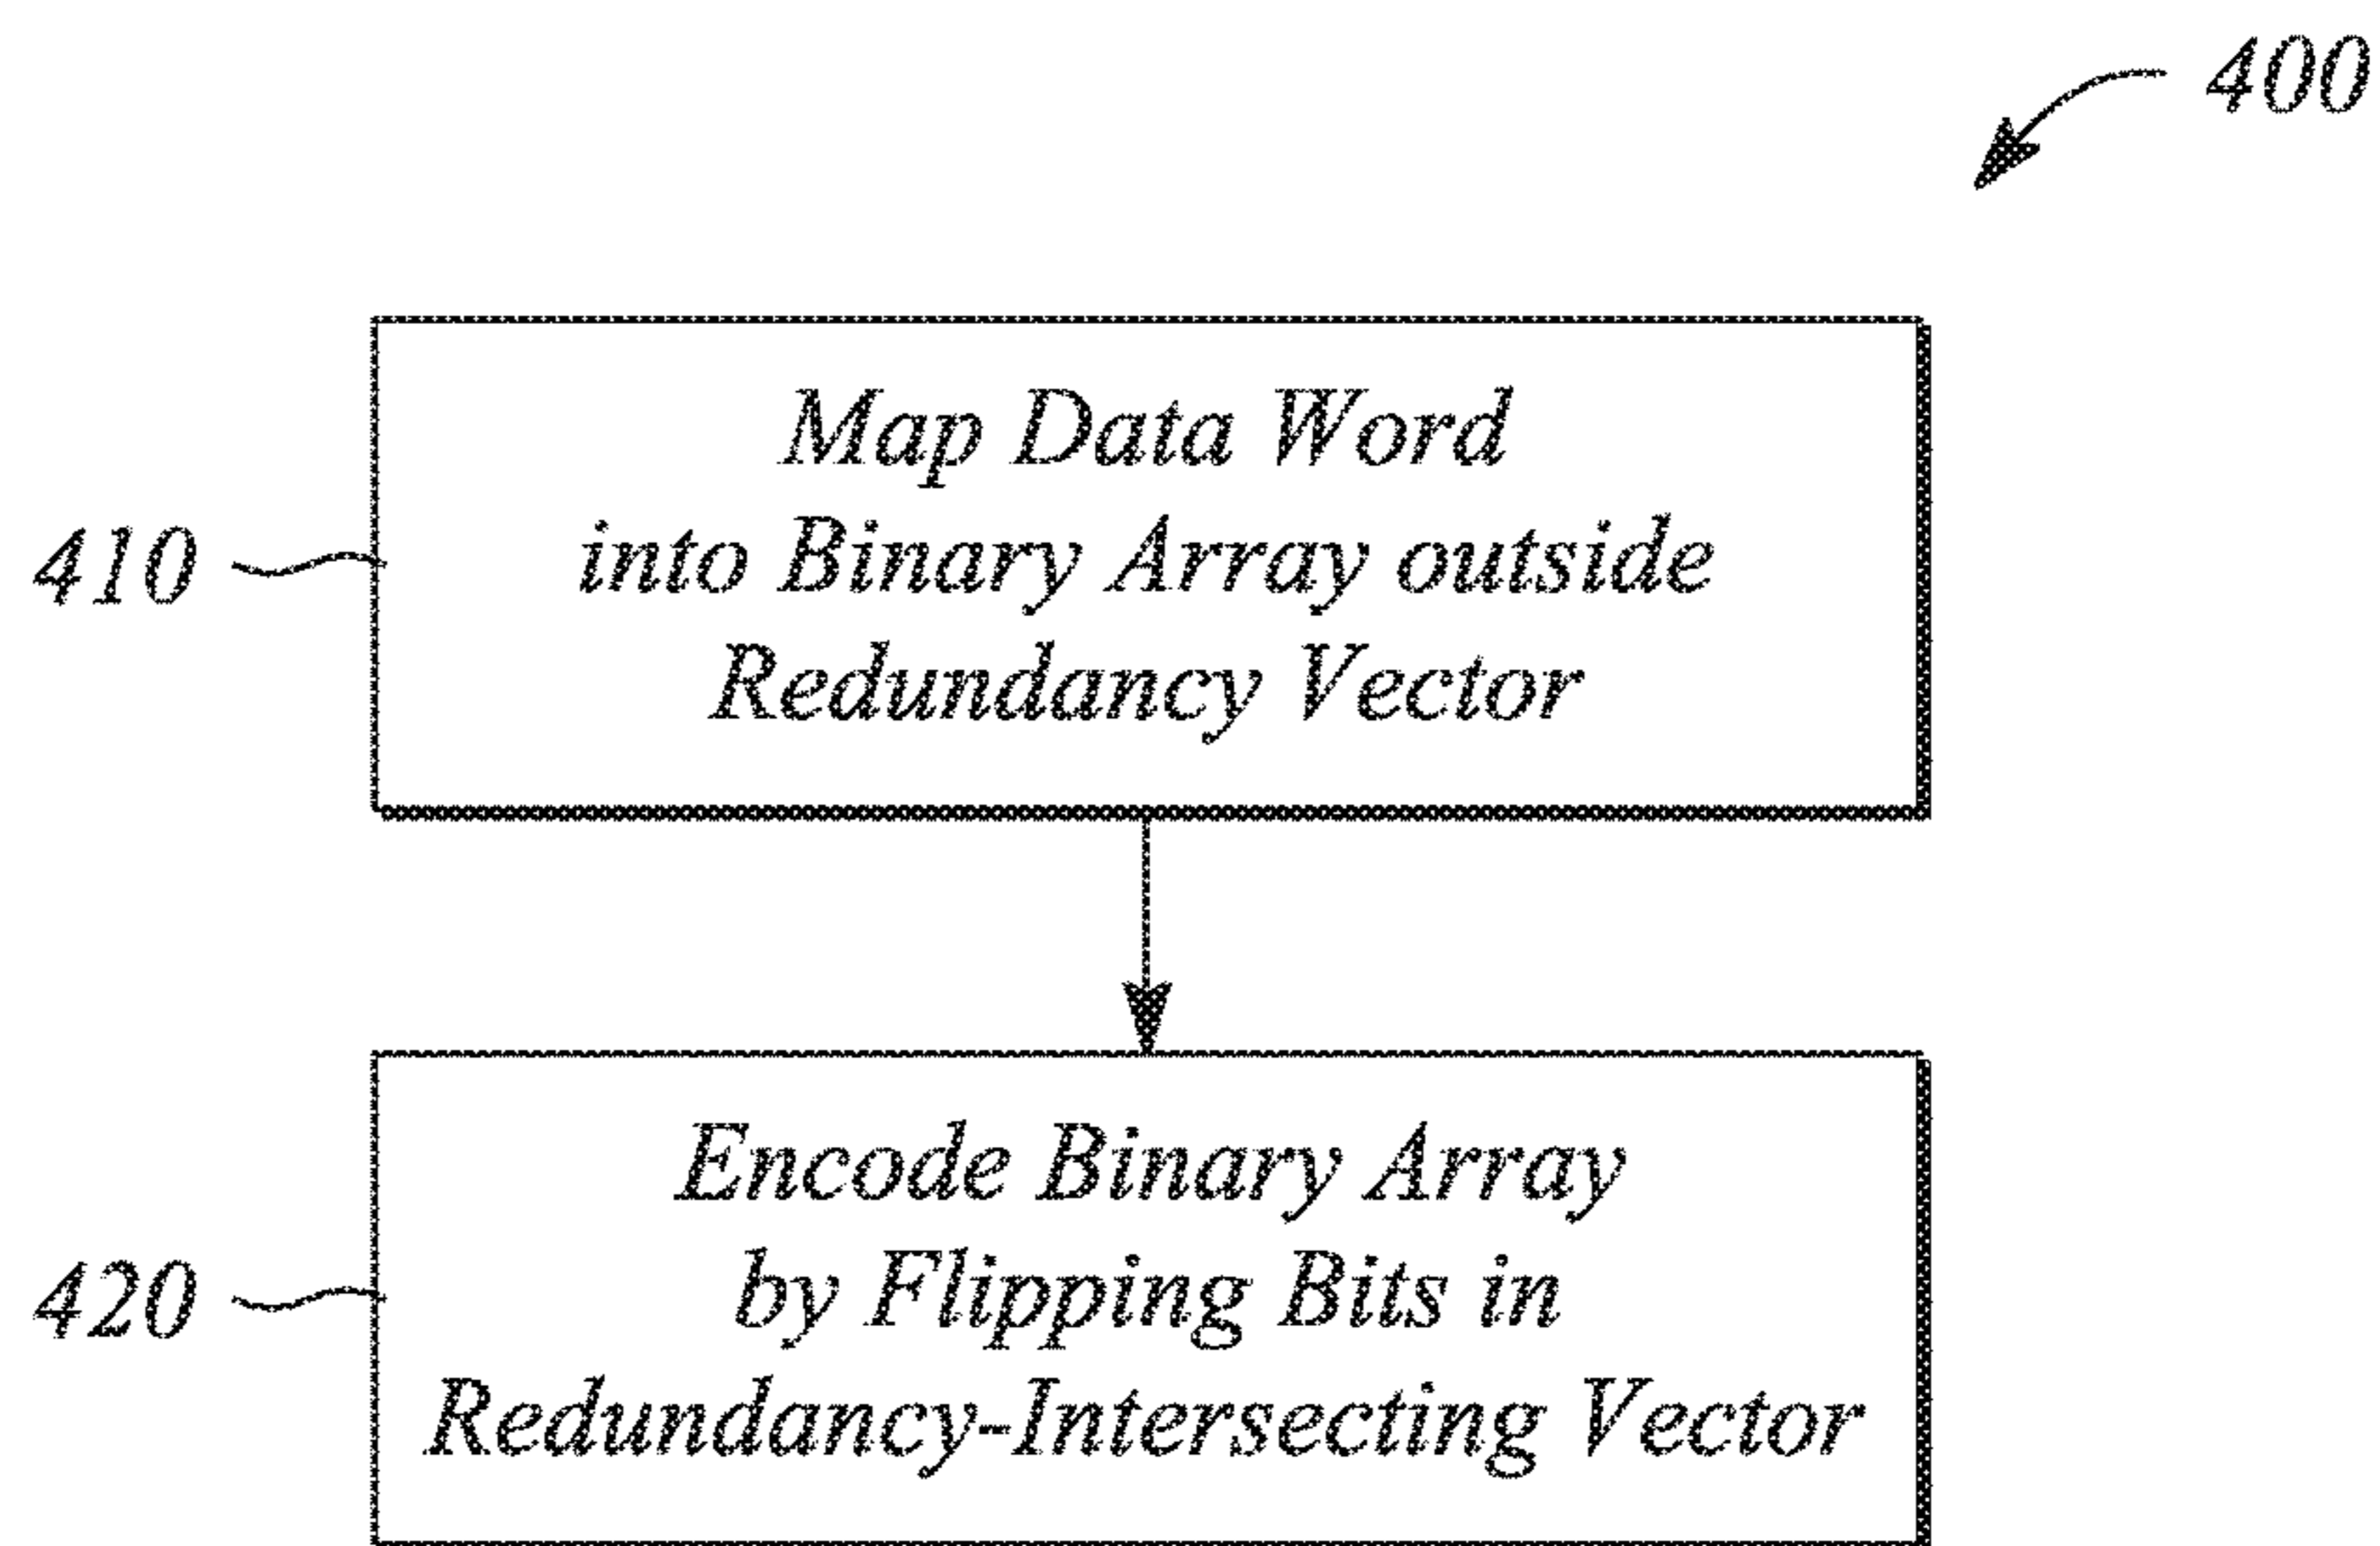 400
Map Data Word
into Binary Array outside
Redundancy Vector
410
Encode Binary Array
by Flipping Bits in
Redundancy-Intersecting Vector
420